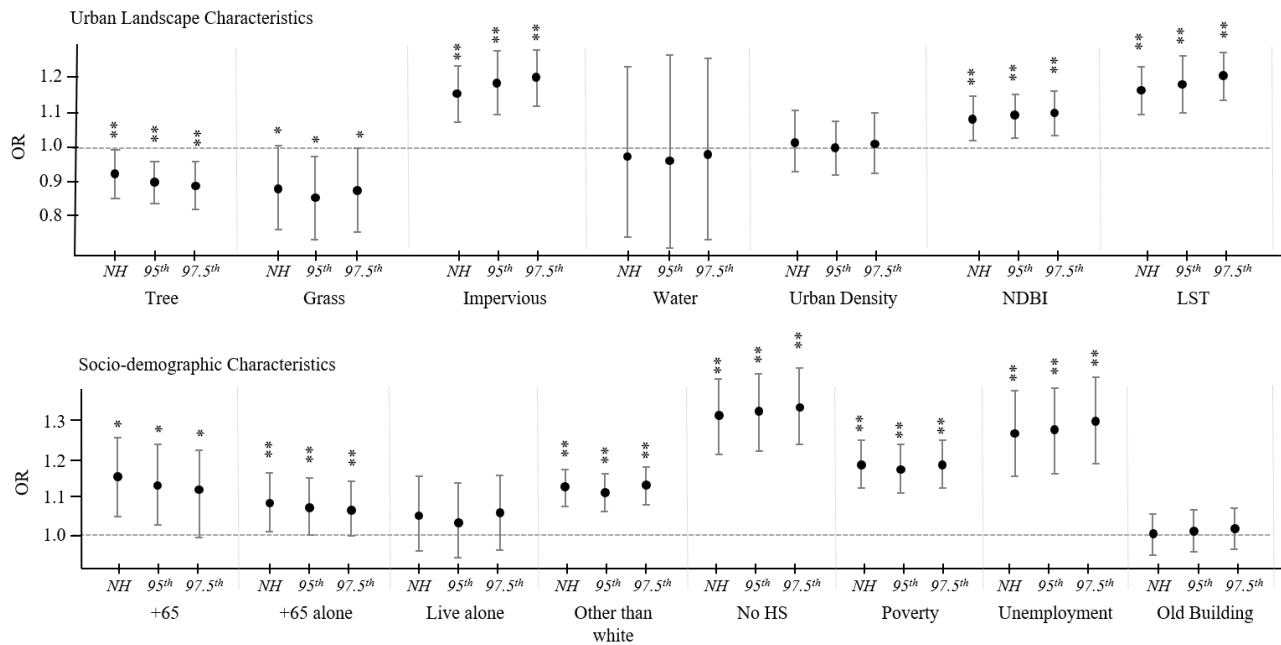 Urban Landscape Characteristics
** ** ** * * * ** ** ** ** ** ** ** ** **
OR
1.2
1.1
1.0
0.9
0.8
NH 95th 97.5th NH 95th 97.5th NH 95th 97.5th NH 95th 97.5th NH 95th 97.5th NH 95th 97.5th NH 95th 97.5th
Tree Grass Impervious Water Urban Density NDBI LST
Socio-demographic Characteristics
* * * ** ** ** ** ** ** ** ** ** ** ** ** ** ** **
OR
1.3
1.2
1.1
1.0
NH 95th 97.5th NH 95th 97.5th NH 95th 97.5th NH 95th 97.5th NH 95th 97.5th NH 95th 97.5th NH 95th 97.5th NH 95th 97.5th
+65 +65 alone Live alone Other than No HS Poverty Unemployment Old Building
white